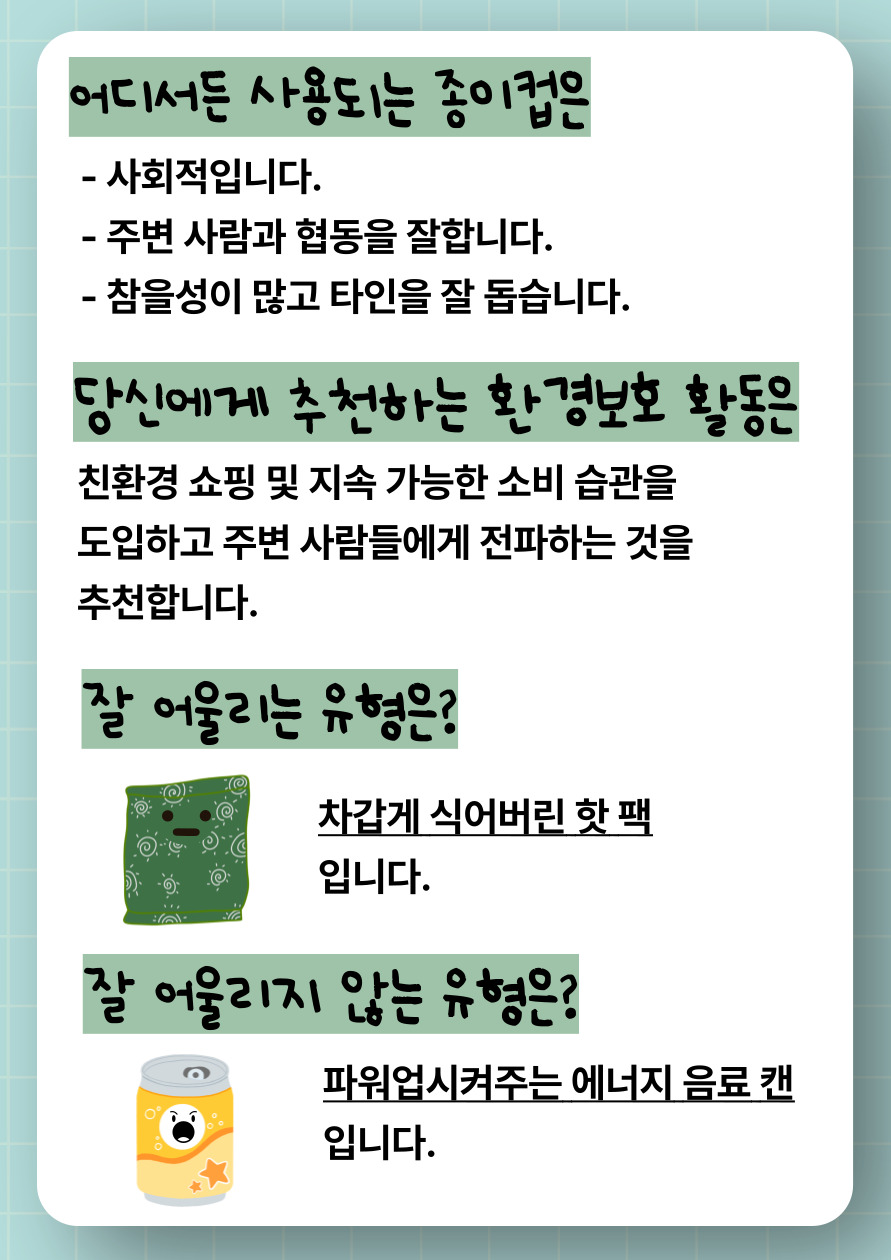 어디서든 사용되는 종이컵은
- 사회적입니다.
- 주변 사람과 협동을 잘합니다.
- 참을성이 많고 타인을 잘 돕습니다.
당신에게 추천하는 환경보호 활동은
친환경 쇼핑 및 지속 가능한 소비 습관을
도입하고 주변 사람들에게 전파하는 것을
추천합니다.
잘 어울리는 유형은?
차갑게 식어버린 핫 팩
입니다.
잘 어울리지 않는 유형은?
파워업시켜주는 에너지 음료 캔
입니다.